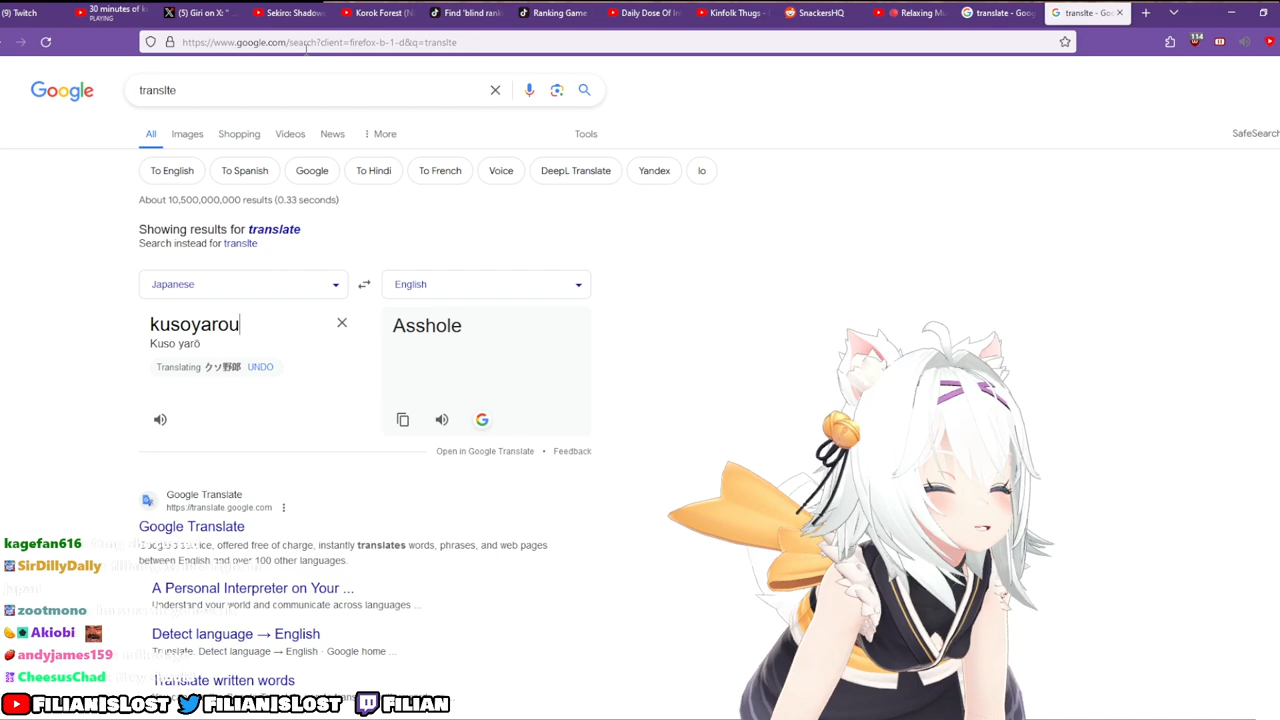 (9) Twitch
30 minutes of k
PLAYING
(5) Giri on X: "
Sekiro: Shadows
Korok Forest (N
Find 'blind rank
Ranking Game
Daily Dose Of In
Kinfolk Thugs -
SnackersHQ
Relaxing Mu
translate - Goo
translte - Goo
https://www.google.com/search?client=firefox-b-1-d&q=translte
114
Google
translte
All
Images
Shopping
Videos
News
More
Tools
SafeSearch
To English
To Spanish
Google
To Hindi
To French
Voice
DeepL Translate
Yandex
Io
About 10,500,000,000 results (0.33 seconds)
Showing results for translate
Search instead for translte
Japanese
English
kusoyarou
Kuso yarō
Translating クソ野郎 UNDO
Asshole
Open in Google Translate • Feedback
Google Translate
https://translate.google.com
Google Translate
service, offered free of charge, instantly translates words, phrases, and web pages
between English and over 100 other languages.
A Personal Interpreter on Your ...
Understand your world and communicate across languages ...
Detect language → English
Translate. Detect language → English · Google home ...
Translate written words
kagefan616
SirDillyDally
zootmono
Akiobi
andyjames159
CheesusChad
FILIANISLOST
FILIANISLOST
FILIAN